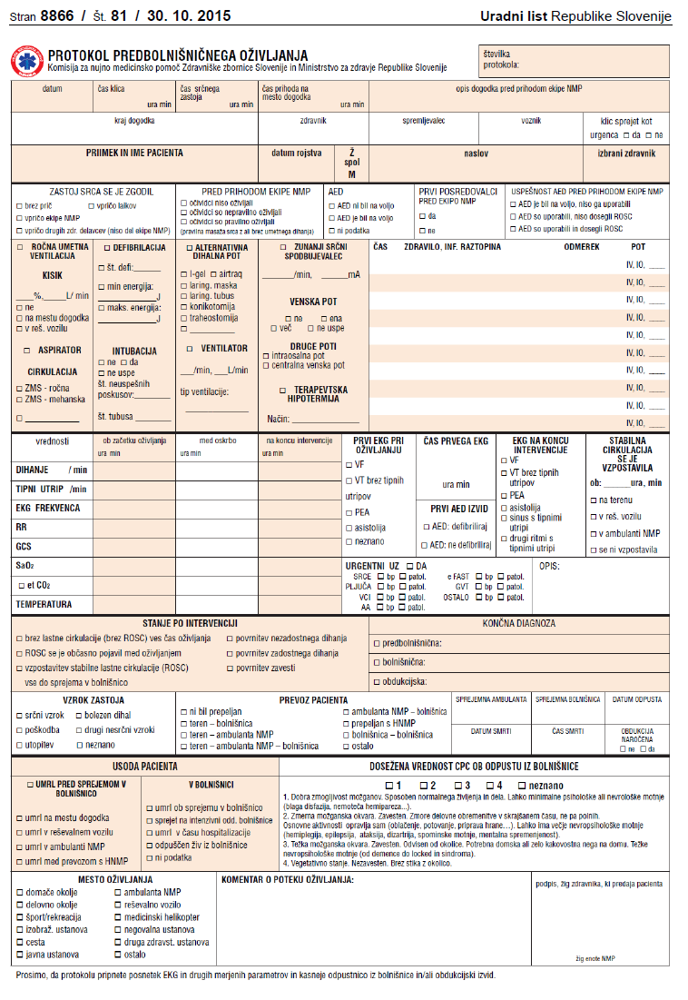 Stran 8866 / Št. 81 / 30. 10. 2015
Uradni list Republike Slovenije
PROTOKOL PREDBOLNIŠNIČNEGA OŽIVLJANJA
Komisija za nujno medicinsko pomoč Zdravniške zbornice Slovenije in Ministrstvo za zdravje Republike Slovenije
številka
protokola:
datum
čas klica
ura min
čas srčnega
zastoja
ura min
čas prihoda na
mesto dogodka
ura min
opis dogodka pred prihodom ekipe NMP
kraj dogodka
zdravnik
spremljevalec
voznik
klic sprejet kot
urgenca □ da □ ne
PRIIMEK IN IME PACIENTA
datum rojstva
Ž
spol
M
naslov
izbrani zdravnik
ZASTOJ SRCA SE JE ZGODIL
□ brez prič □ vpričo laikov
□ vpričo ekipe NMP
□ vpričo drugih zdr. delavcev (niso del ekipe NMP)
PRED PRIHODOM EKIPE NMP
□ očividci niso oživljali
□ očividci so nepravilno oživljali
□ očividci so pravilno oživljali
(pravilna masaža srca z ali brez umetnega dihanja)
AED
□ AED ni bil na voljo
□ AED je bil na voljo
□ ni podatka
PRVI POSREDOVALCI
PRED EKIPO NMP
□ da
□ ne
USPEŠNOST AED PRED PRIHODOM EKIPE NMP
□ AED je bil na voljo, niso ga uporabili
□ AED so uporabili, niso dosegli ROSC
□ AED so uporabili in dosegli ROSC
□ ROČNA UMETNA
VENTILACIJA
KISIK
___%,____L/ min
□ ne
□ na mestu dogodka
□ v reš. vozilu
□ ASPIRATOR
CIRKULACIJA
□ ZMS - ročna
□ ZMS - mehanska
□ ___________
□ DEFIBRILACIJA
□ št. defi:______
□ min energija:
____________J
□ maks. energija:
____________J
INTUBACIJA
□ ne □ da
□ ne uspe
št. neuspešnih
poskusov:_______
št. tubusa _______
□ ALTERNATIVNA
DIHALNA POT
□ I-gel □ airtraq
□ laring. maska
□ laring. tubus
□ konikotomija
□ traheostomija
□ _________
□ VENTILATOR
___/min, ___L/min
tip ventilacije:
____________
□ ZUNANJI SRČNI
SPODBUJEVALEC
______/min, _____mA
VENSKA POT
□ ne □ ena
□ več □ ne uspe
DRUGE POTI
□ intraosalna pot
□ centralna venska pot
□ TERAPEVTSKA
HIPOTERMIJA
Način: _____________
ČAS ZDRAVILO, INF. RAZTOPINA ODMEREK POT
IV, IO, ___
IV, IO, ___
IV, IO, ___
IV, IO, ___
IV, IO, ___
IV, IO, ___
IV, IO, ___
IV, IO, ___
IV, IO, ___
IV, IO, ___
vrednosti
ob začetku oživljanja
ura min
med oskrbo
ura min
na koncu intervencije
ura min
DIHANJE / min
TIPNI UTRIP /min
EKG FREKVENCA
RR
GCS
SaO₂
□ et CO₂
TEMPERATURA
PRVI EKG PRI
OŽIVLJANJU
□ VF
□ VT brez tipnih
utripov
□ PEA
□ asistolija
□ neznano
ČAS PRVEGA EKG
ura min
PRVI AED IZVID
□ AED: defibriliraj
□ AED: ne defibriliraj
EKG NA KONCU
INTERVENCIJE
□ VF
□ VT brez tipnih
utripov
□ PEA
□ asistolija
□ sinus s tipnimi
utripi
□ drugi ritmi s
tipnimi utripi
STABILNA
CIRKULACIJA
SE JE
VZPOSTAVILA
ob: _____ura, min
□ na terenu
□ v reš. vozilu
□ v ambulanti NMP
□ se ni vzpostavila
URGENTNI UZ □ DA
SRCE □ bp □ patol. e FAST □ bp □ patol.
PLJUČA □ bp □ patol. GVT □ bp □ patol.
VCI □ bp □ patol. OSTALO □ bp □ patol.
AA □ bp □ patol.
OPIS:
STANJE PO INTERVENCIJI
□ brez lastne cirkulacije (brez ROSC) ves čas oživljanja
□ ROSC se je občasno pojavil med oživljanjem
□ vzpostavitev stabilne lastne cirkulacije (ROSC)
vse do sprejema v bolnišnico
□ povrnitev nezadostnega dihanja
□ povrnitev zadostnega dihanja
□ povrnitev zavesti
KONČNA DIAGNOZA
□ predbolnišnična:
□ bolnišnična:
□ obdukcijska:
VZROK ZASTOJA
□ srčni vzrok □ bolezen dihal
□ poškodba □ drugi nesrčni vzroki
□ utopitev □ neznano
PREVOZ PACIENTA
□ ni bil prepeljan
□ teren – bolnišnica
□ teren – ambulanta NMP
□ teren – ambulanta NMP – bolnišnica
□ ambulanta NMP – bolnišnica
□ prepeljan s HNMP
□ bolnišnica – bolnišnica
□ ostalo
SPREJEMNA AMBULANTA
SPREJEMNA BOLNIŠNICA
DATUM ODPUSTA
DATUM SMRTI
ČAS SMRTI
OBDUKCIJA
NAROČENA
□ ne □ da
USODA PACIENTA
□ UMRL PRED SPREJEMOM V
BOLNIŠNICO
□ umrl na mestu dogodka
□ umrl v reševalnem vozilu
□ umrl v ambulanti NMP
□ umrl med prevozom s HNMP
V BOLNIŠNICI
□ umrl ob sprejemu v bolnišnico
□ sprejet na intenzivni odd. bolnišnice
□ umrl v času hospitalizacije
□ odpuščen živ iz bolnišnice
□ ni podatka
DOSEŽENA VREDNOST CPC OB ODPUSTU IZ BOLNIŠNICE
□ 1 □ 2 □ 3 □ 4 □ neznano
1. Dobra zmogljivost možganov. Sposoben normalnega življenja in dela. Lahko minimalne psihološke ali nevrološke motnje
(blaga disfazija, nemoteča hemipareza...).
2. Zmerna možganska okvara. Zavesten. Zmore delovne obremenitve v skrajšanem času, ne pa polnih.
Osnovne aktivnosti opravlja sam (oblačenje, potovanje, priprava hrane...). Lahko ima večje nevropsihološke motnje
(hemiplegija, epilepsija, ataksija, dizartrija, spominske motnje, mentalna spremenjenost).
3. Težka možganska okvara. Zavesten. Odvisen od okolice. Potrebna domska ali zelo kakovostna nega na domu. Težke
nevropsihološke motnje (od demence do locked in sindroma).
4. Vegetativno stanje. Nezavesten. Brez stika z okolico.
MESTO OŽIVLJANJA
□ domače okolje □ ambulanta NMP
□ delovno okolje □ reševalno vozilo
□ šport/rekreacija □ medicinski helikopter
□ izobraž. ustanova □ negovalna ustanova
□ cesta □ druga zdravst. ustanova
□ javna ustanova □ ostalo
KOMENTAR O POTEKU OŽIVLJANJA:
podpis, žig zdravnika, ki predaja pacienta
žig enote NMP
Prosimo, da protokolu pripnete posnetek EKG in drugih merjenih parametrov in kasneje odpustnico iz bolnišnice in/ali obdukcijski izvid.